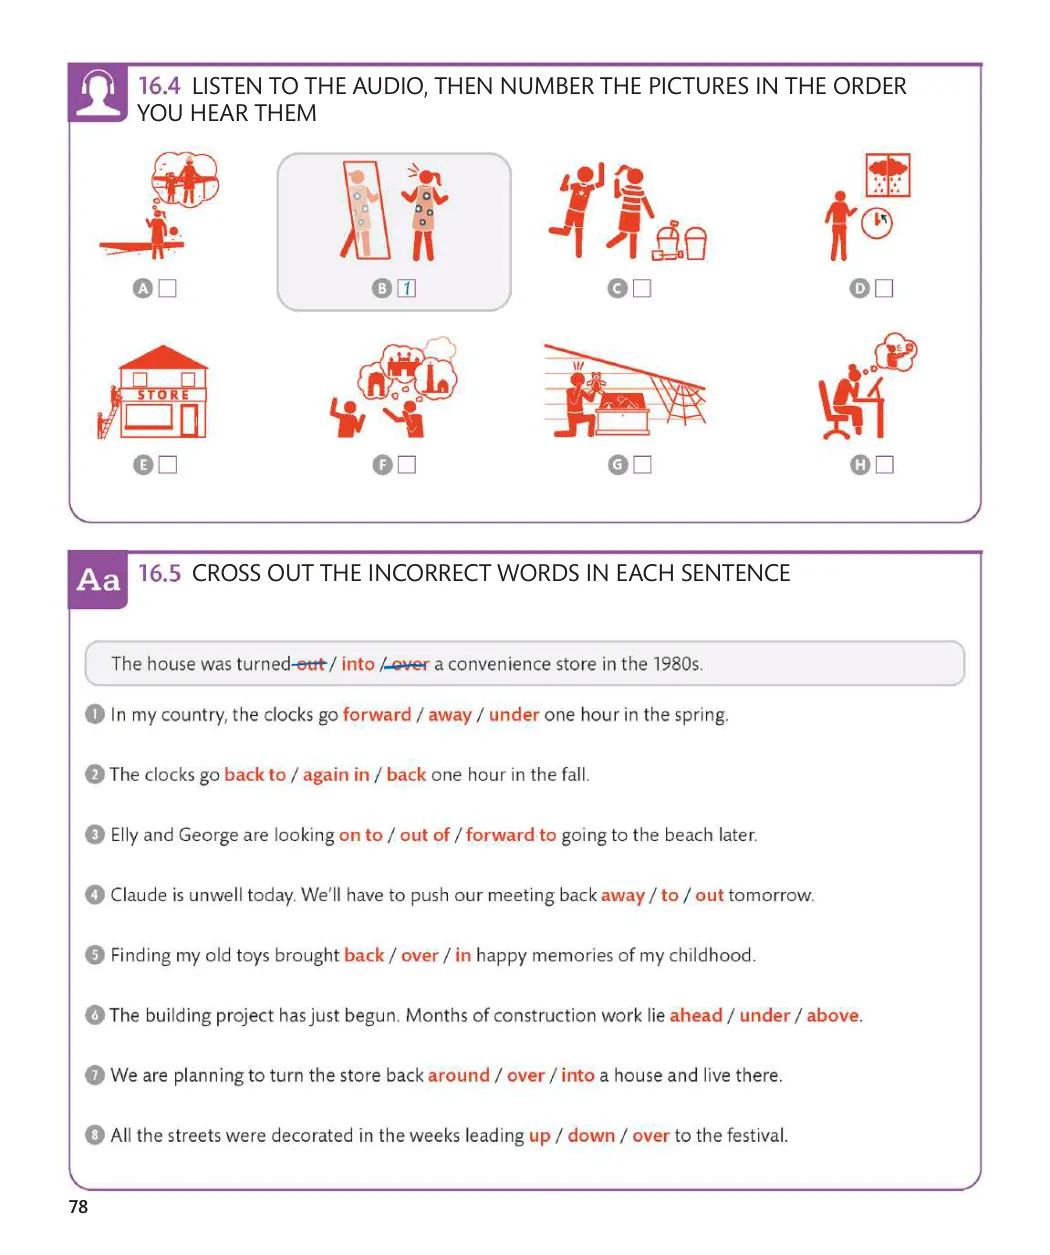 16.4 LISTEN TO THE AUDIO, THEN NUMBER THE PICTURES IN THE ORDER
YOU HEAR THEM
A
B 1
C
D
STORE
E
F
G
H
Aa 16.5 CROSS OUT THE INCORRECT WORDS IN EACH SENTENCE
The house was turned out / into / over a convenience store in the 1980s.
1 In my country, the clocks go forward / away / under one hour in the spring.
2 The clocks go back to / again in / back one hour in the fall.
3 Elly and George are looking on to / out of / forward to going to the beach later.
4 Claude is unwell today. We'll have to push our meeting back away / to / out tomorrow.
5 Finding my old toys brought back / over / in happy memories of my childhood.
6 The building project has just begun. Months of construction work lie ahead / under / above.
7 We are planning to turn the store back around / over / into a house and live there.
8 All the streets were decorated in the weeks leading up / down / over to the festival.
78